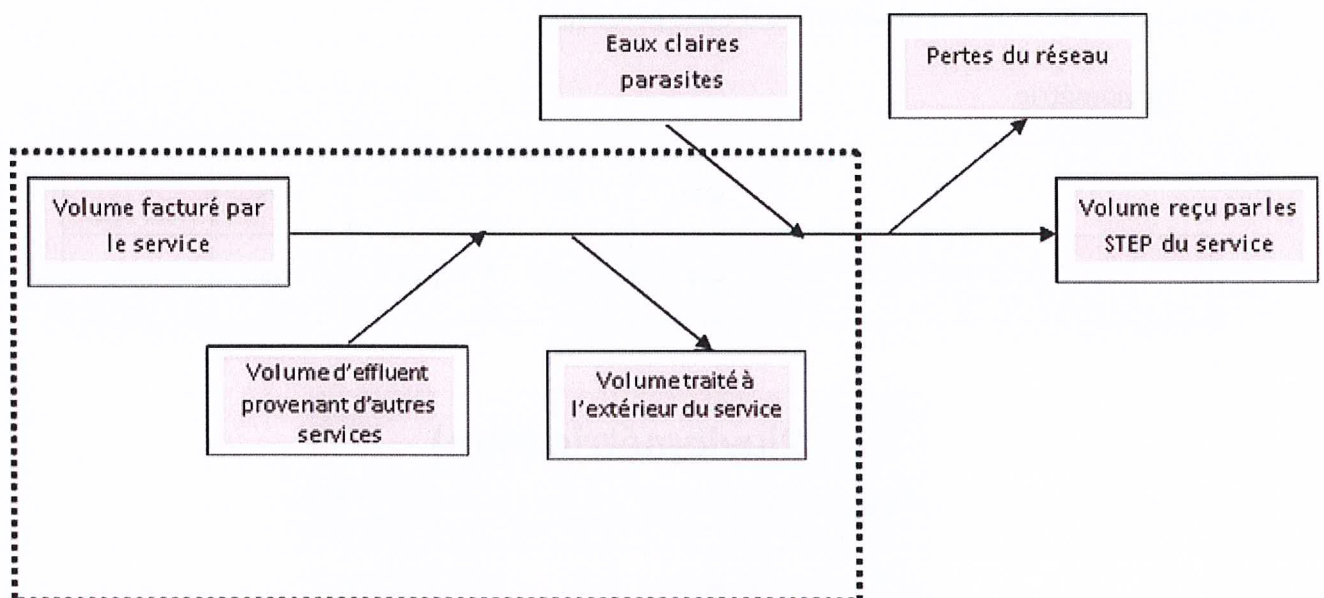 Eaux claires
parasites
Pertes du réseau
Volume facturé par
le service
Volume reçu par les
STEP du service
Volume d'effluent
provenant d'autres
services
Volume traité à
l'extérieur du service